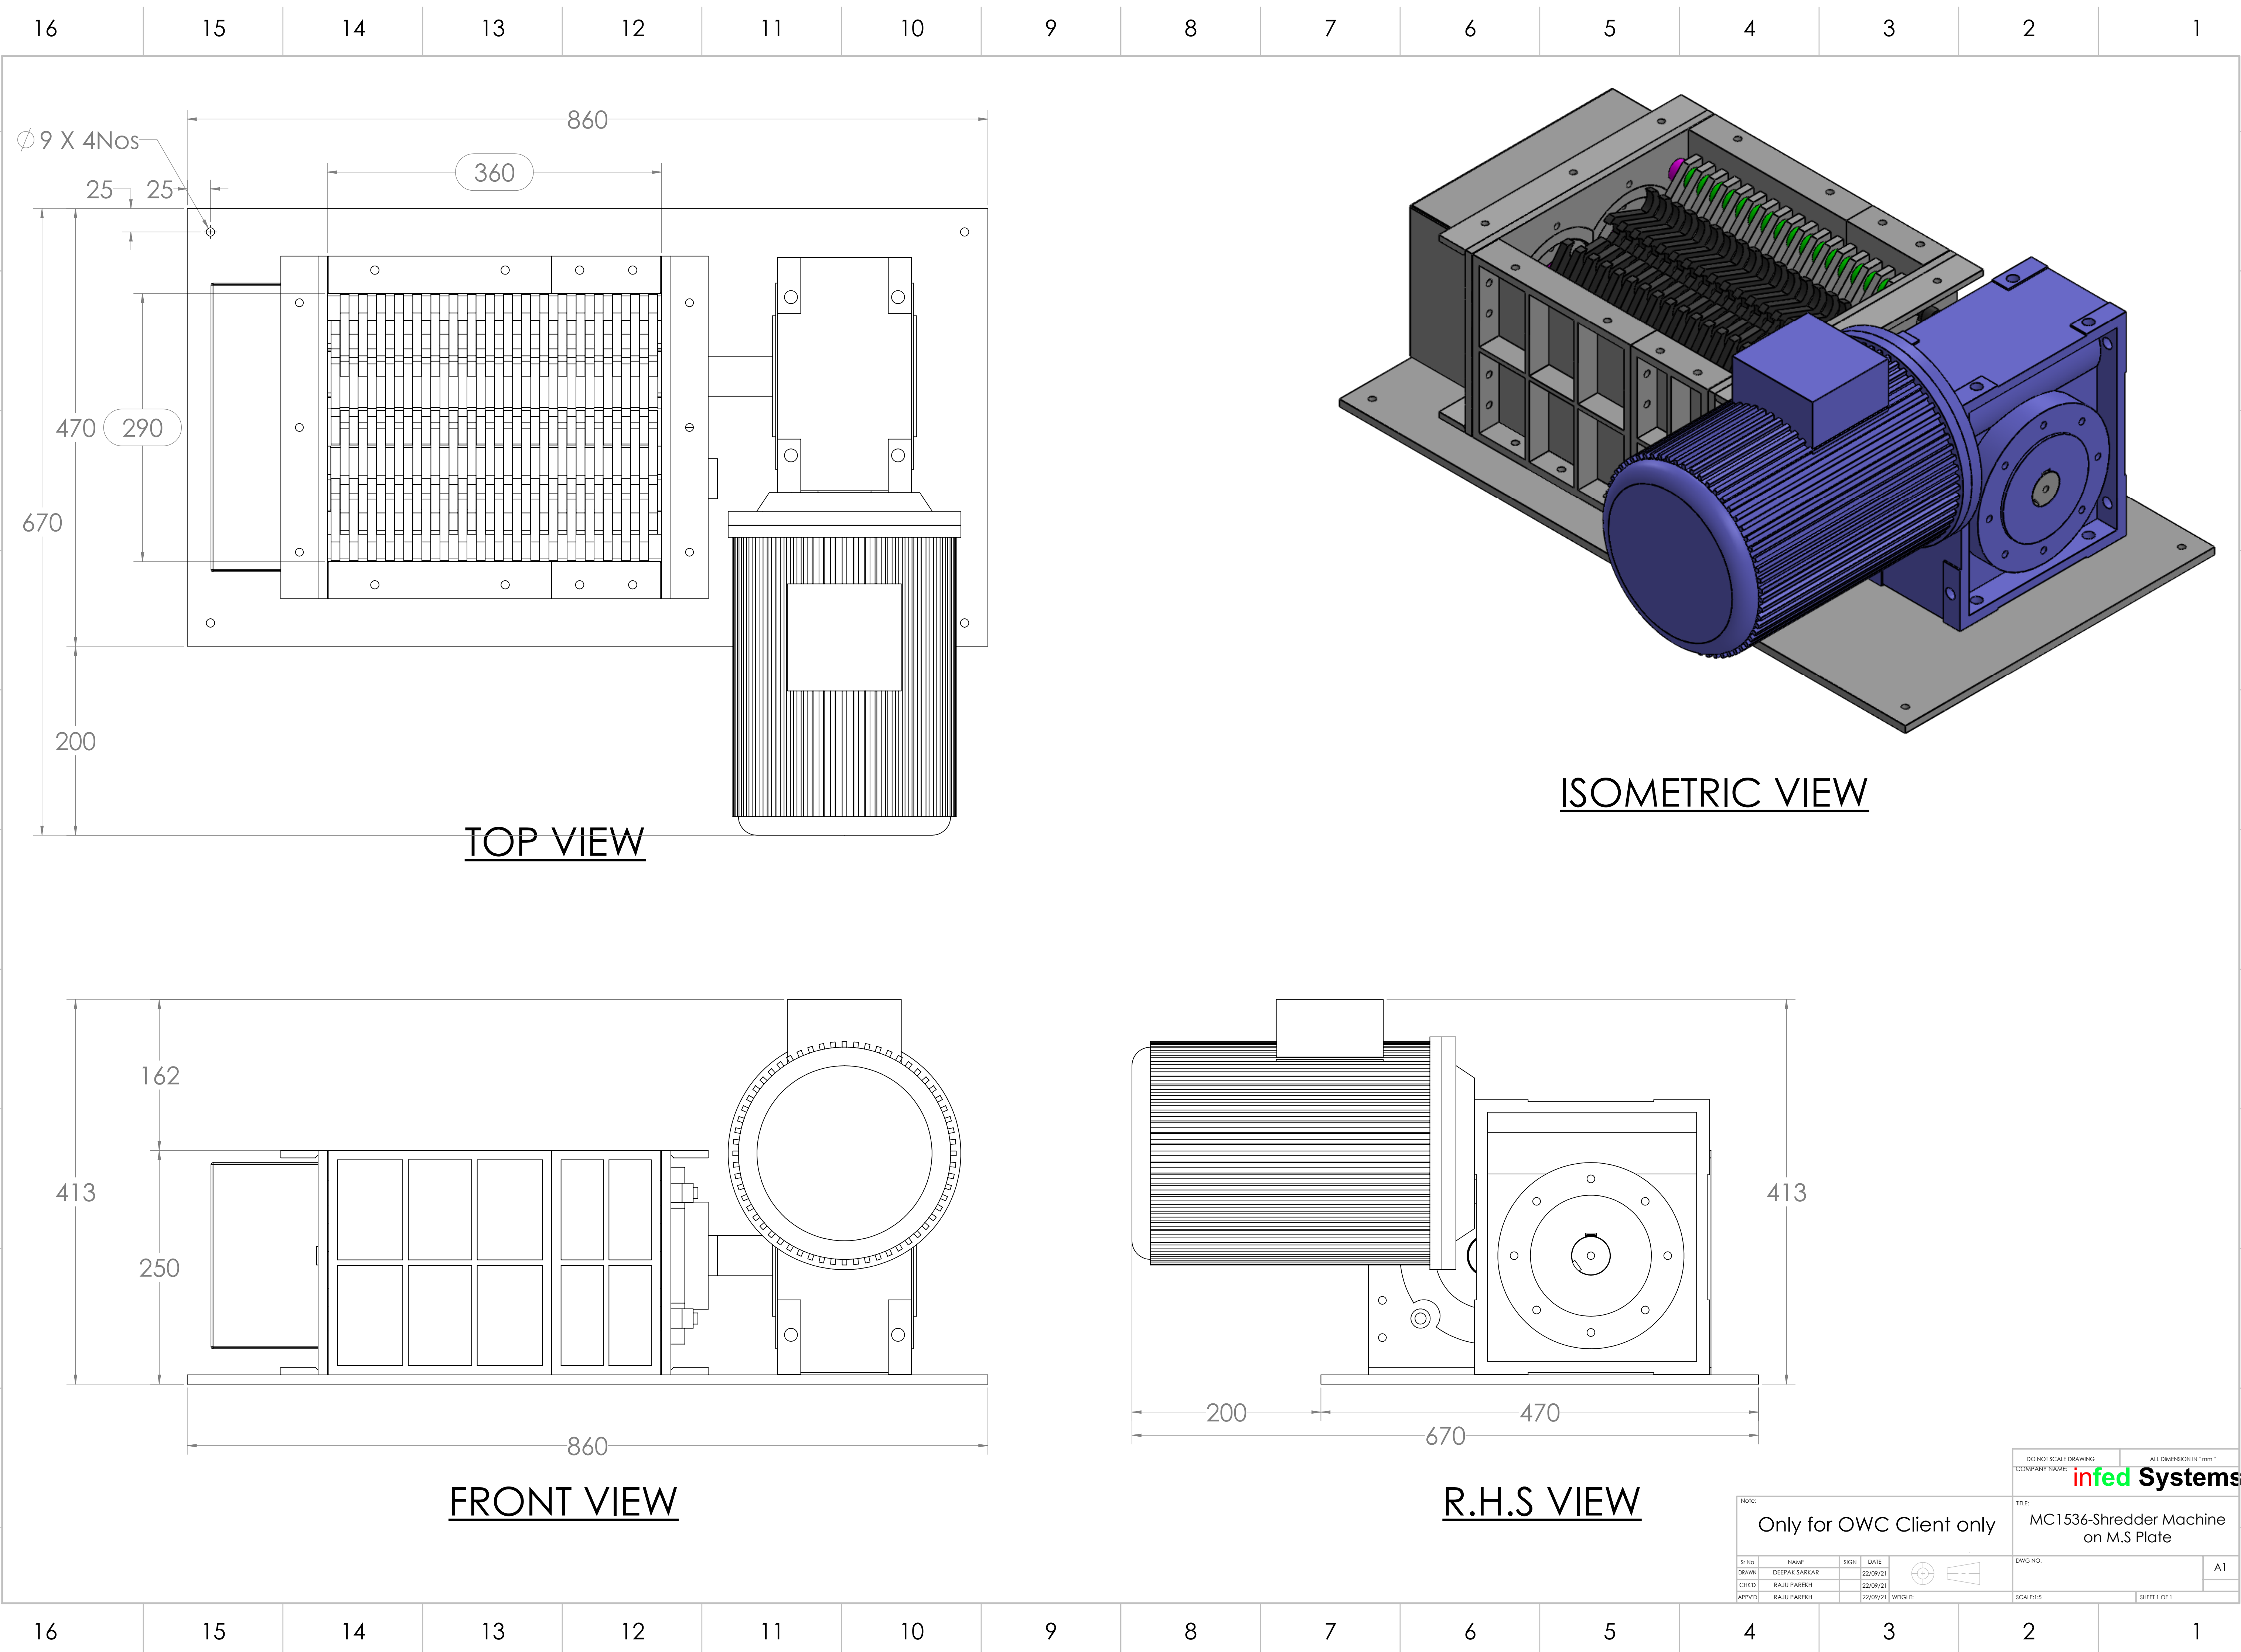 16 15 14 13 12 11 10 9 8 7 6 5 4 3 2 1
860
∅ 9 X 4Nos
360
25 25
470 290
670
200
TOP VIEW
ISOMETRIC VIEW
162
413
250
860
FRONT VIEW
413
200 470
670
R.H.S VIEW
DO NOT SCALE DRAWING ALL DIMENSION IN " mm "
COMPANY NAME: infed Systems
Note:
Only for OWC Client only
TITLE:
MC1536-Shredder Machine
on M.S Plate
Sr No NAME SIGN DATE
DRAWN DEEPAK SARKAR 22/09/21
CHK'D RAJU PAREKH 22/09/21
APPV'D RAJU PAREKH 22/09/21 WEIGHT:
DWG NO. A1
SCALE:1:5 SHEET 1 OF 1
16 15 14 13 12 11 10 9 8 7 6 5 4 3 2 1